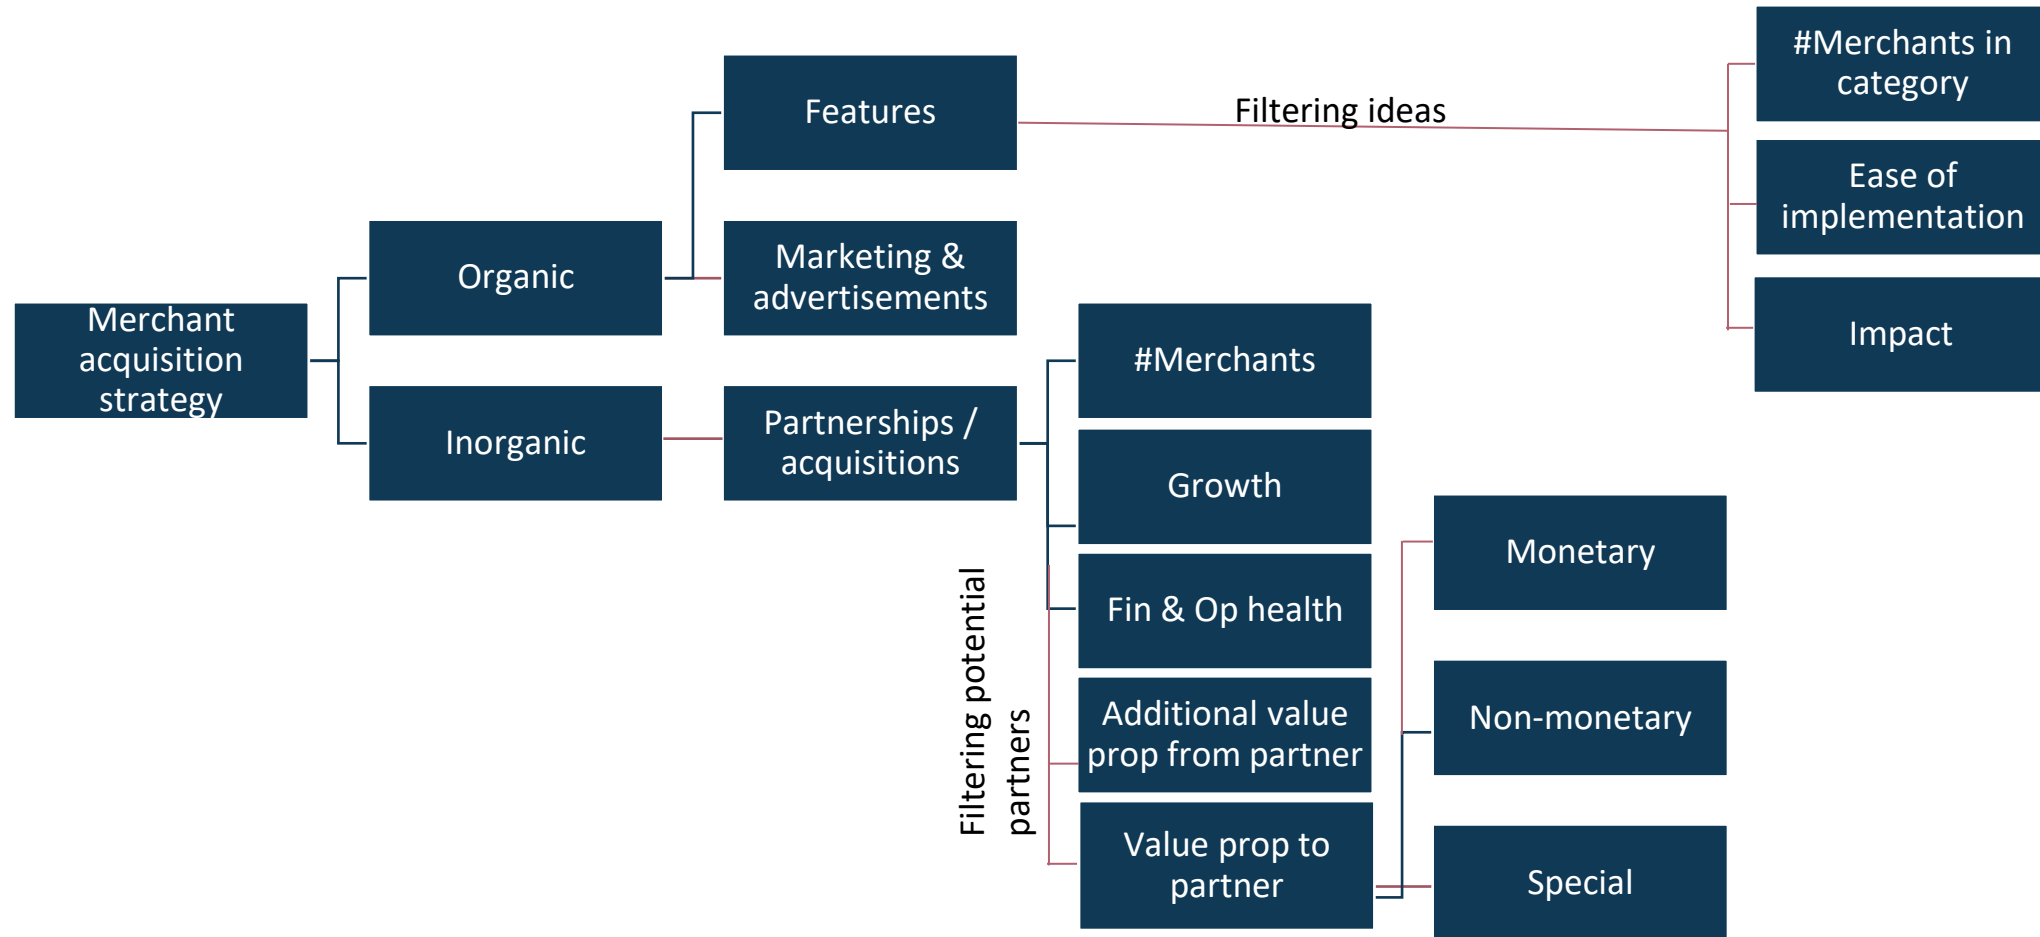 Merchant
acquisition
strategy
Organic
Inorganic
Features
Marketing &
advertisements
Partnerships /
acquisitions
Filtering ideas
#Merchants in
category
Ease of
implementation
Impact
Filtering potential
partners
#Merchants
Growth
Fin & Op health
Additional value
prop from partner
Value prop to
partner
Monetary
Non-monetary
Special